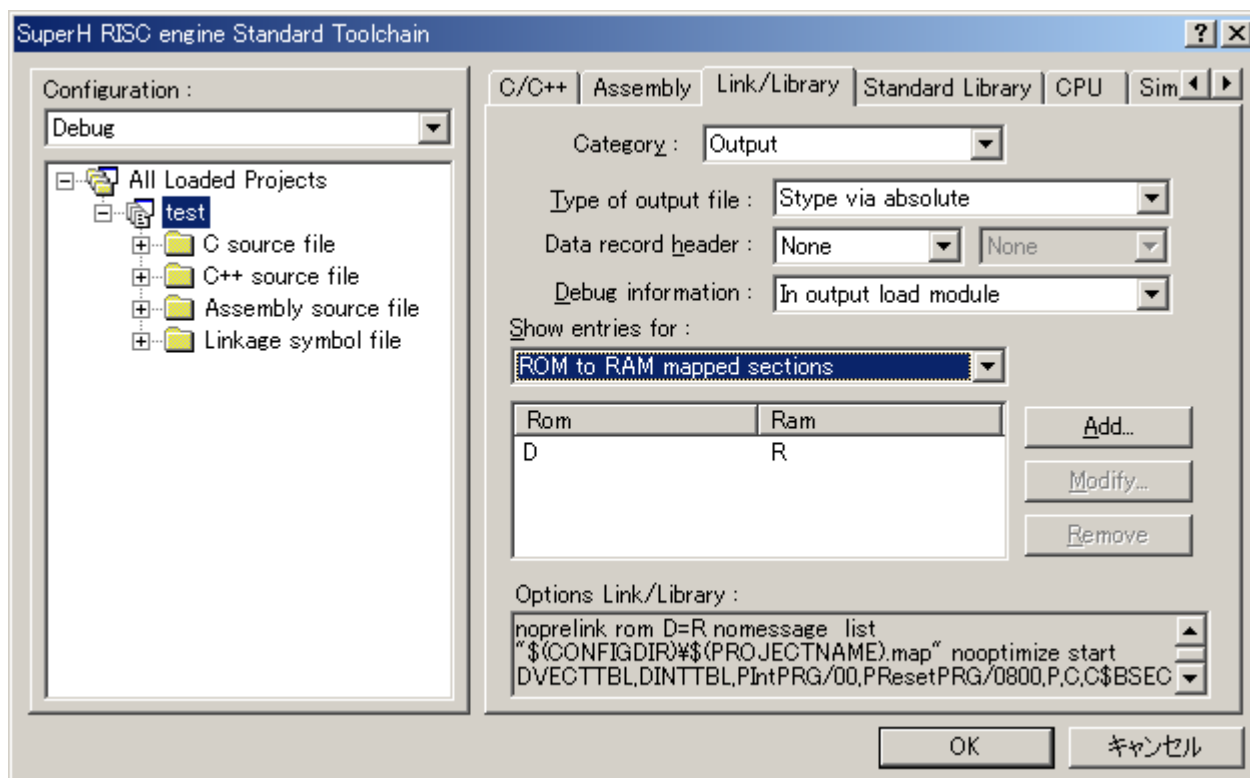 SuperH RISC engine Standard Toolchain
Configuration :
Debug
All Loaded Projects
test
C source file
C++ source file
Assembly source file
Linkage symbol file
C/C++ Assembly Link/Library Standard Library CPU Sim
Category : Output
Type of output file : Stype via absolute
Data record header : None None
Debug information : In output load module
Show entries for :
ROM to RAM mapped sections
Rom Ram
D R
Add...
Modify...
Remove
Options Link/Library :
noprelink rom D=R nomessage list
"$(CONFIGDIR)¥$(PROJECTNAME).map" nooptimize start
DVECTTBL,DINTTBL,PIntPRG/00,PResetPRG/0800,P,C,C$BSEC
OK キャンセル